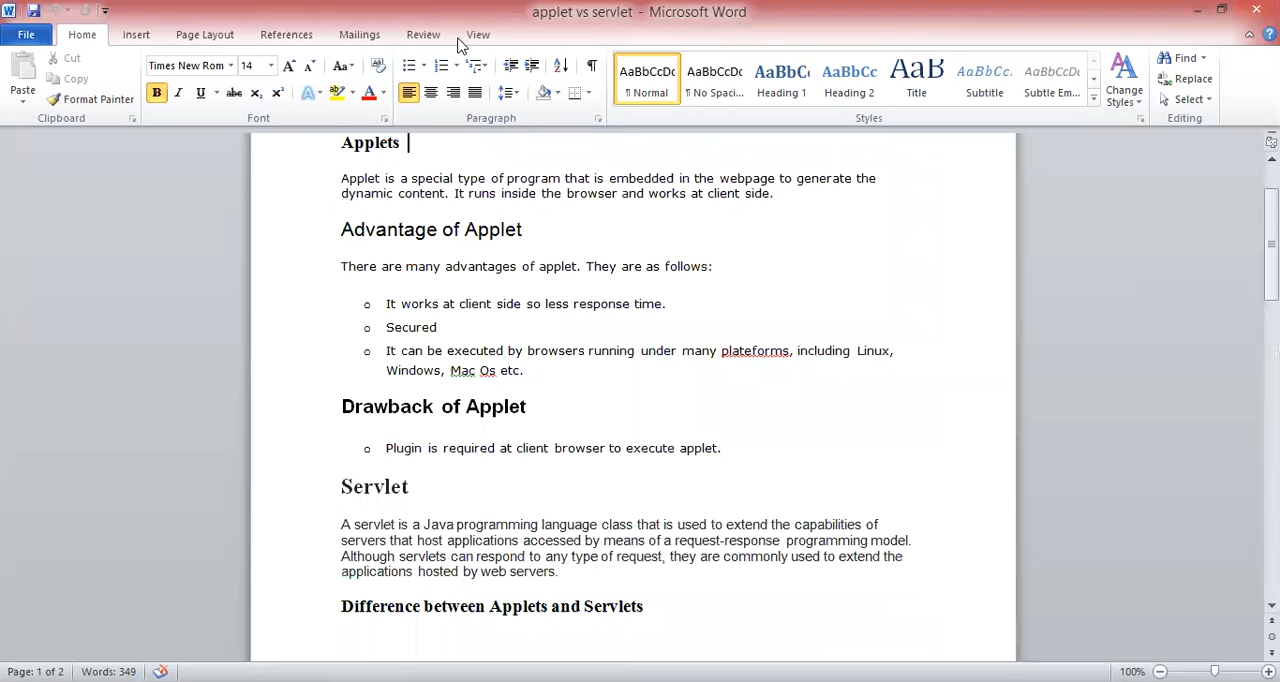 applet vs servlet - Microsoft Word
File Home Insert Page Layout References Mailings Review View
Paste
Cut
Copy
Format Painter
Clipboard
Times New Rom 14
Font
Paragraph
AaBbCcDc AaBbCcDc AaBbC AaBbCc AaB AaBbCc. AaBbCcDc
¶ Normal ¶ No Spaci... Heading 1 Heading 2 Title Subtitle Subtle Em...
Styles
Change
Styles
Find
Replace
Select
Editing
Applets
Applet is a special type of program that is embedded in the webpage to generate the
dynamic content. It runs inside the browser and works at client side.
Advantage of Applet
There are many advantages of applet. They are as follows:
o It works at client side so less response time.
o Secured
o It can be executed by browsers running under many plateforms, including Linux,
Windows, Mac Os etc.
Drawback of Applet
o Plugin is required at client browser to execute applet.
Servlet
A servlet is a Java programming language class that is used to extend the capabilities of
servers that host applications accessed by means of a request-response programming model.
Although servlets can respond to any type of request, they are commonly used to extend the
applications hosted by web servers.
Difference between Applets and Servlets
Page: 1 of 2 Words: 349 100%